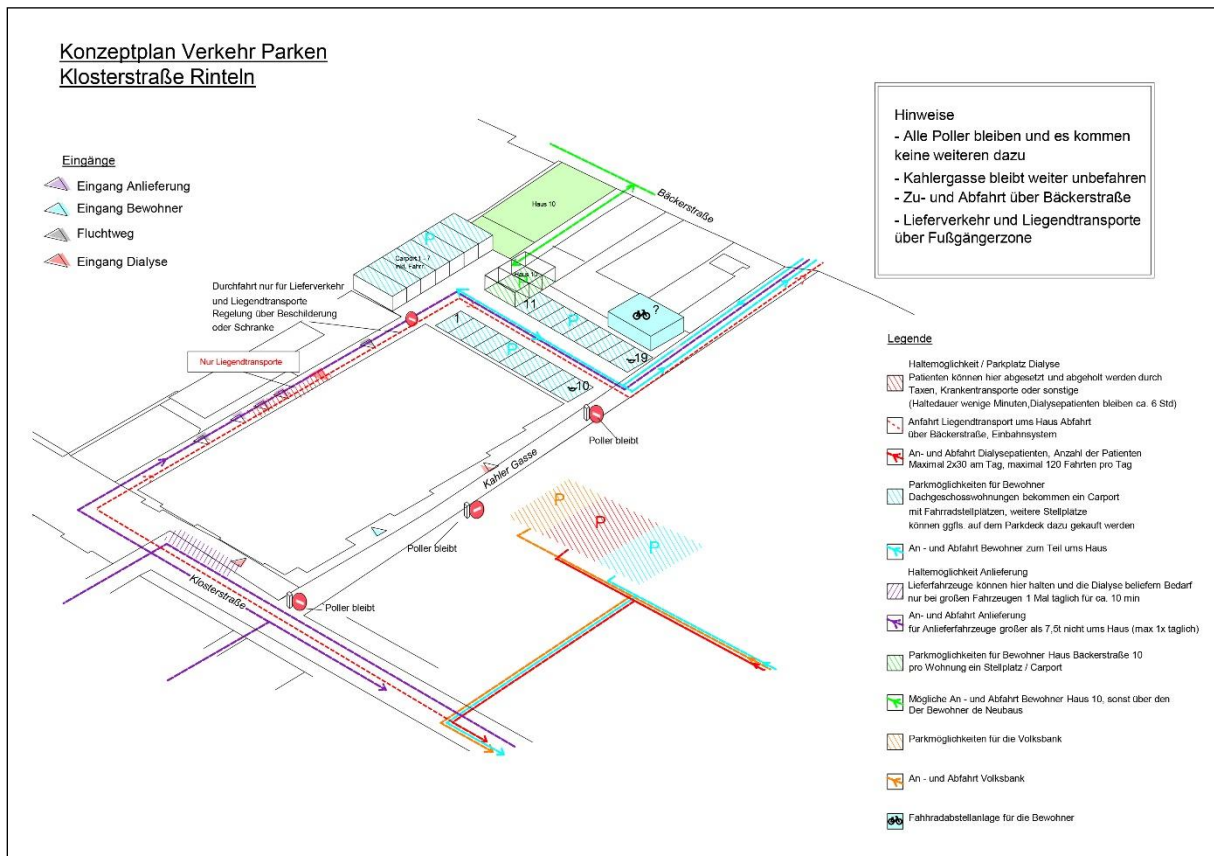 Konzeptplan Verkehr Parken
Klosterstraße Rinteln
Eingänge
Eingang Anlieferung
Eingang Bewohner
Fluchtweg
Eingang Dialyse
Hinweise
- Alle Poller bleiben und es kommen
keine weiteren dazu
- Kahlergasse bleibt weiter unbefahren
- Zu- und Abfahrt über Bäckerstraße
- Lieferverkehr und Liegendtransporte
über Fußgängerzone
Bäckerstraße
Haus 10
P
Carport 1 - 7
Haus 10
Durchfahrt nur für Lieferverkehr
und Liegendtransporte
Regelung über Beschilderung
oder Schranke
11
P
?
1
P
19
10
Nur Liegendtransporte
Poller bleibt
Kahler Gasse
Poller bleibt
P
P
P
Klosterstraße
Poller bleibt
Legende
Haltemöglichkeit / Parkplatz Dialyse
Patienten können hier abgesetzt und abgeholt werden durch
Taxen, Krankentransporte oder sonstige
(Haltedauer wenige Minuten,Dialysepatienten bleiben ca. 6 Std)
Anfahrt Liegendtransport ums Haus Abfahrt
über Bäckerstraße, Einbahnsystem
An- und Abfahrt Dialysepatienten, Anzahl der Patienten
Maximal 2x30 am Tag, maximal 120 Fahrten pro Tag
Parkmöglichkeiten für Bewohner
Dachgeschosswohnungen bekommen ein Carport
mit Fahrradstellplätzen, weitere Stellplätze
können ggfls. auf dem Parkdeck dazu gekauft werden
An - und Abfahrt Bewohner zum Teil ums Haus
Haltemöglichkeit Anlieferung
Lieferfahrzeuge können hier halten und die Dialyse beliefern Bedarf
nur bei großen Fahrzeugen 1 Mal täglich für ca. 10 min
An- und Abfahrt Anlieferung
für Anlieferfahrzeuge großer als 7,5t nicht ums Haus (max 1x täglich)
Parkmöglichkeiten für Bewohner Haus Bäckerstraße 10
pro Wohnung ein Stellplatz / Carport
Mögliche An - und Abfahrt Bewohner Haus 10, sonst über den
Der Bewohner de Neubaus
Parkmöglichkeiten für die Volksbank
An - und Abfahrt Volksbank
Fahhradabstellanlage für die Bewohner